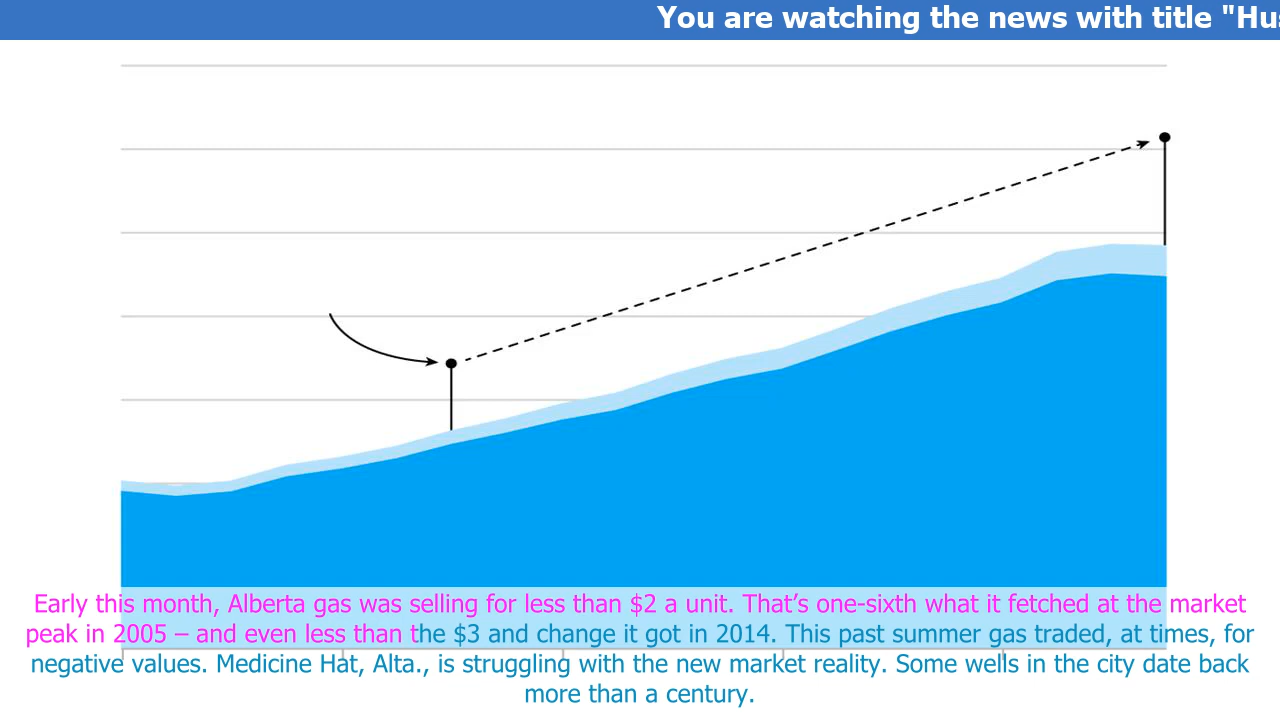 You are watching the news with title "Hus
Early this month, Alberta gas was selling for less than $2 a unit. That’s one-sixth what it fetched at the market
peak in 2005 – and even less than the $3 and change it got in 2014. This past summer gas traded, at times, for
negative values. Medicine Hat, Alta., is struggling with the new market reality. Some wells in the city date back
more than a century.